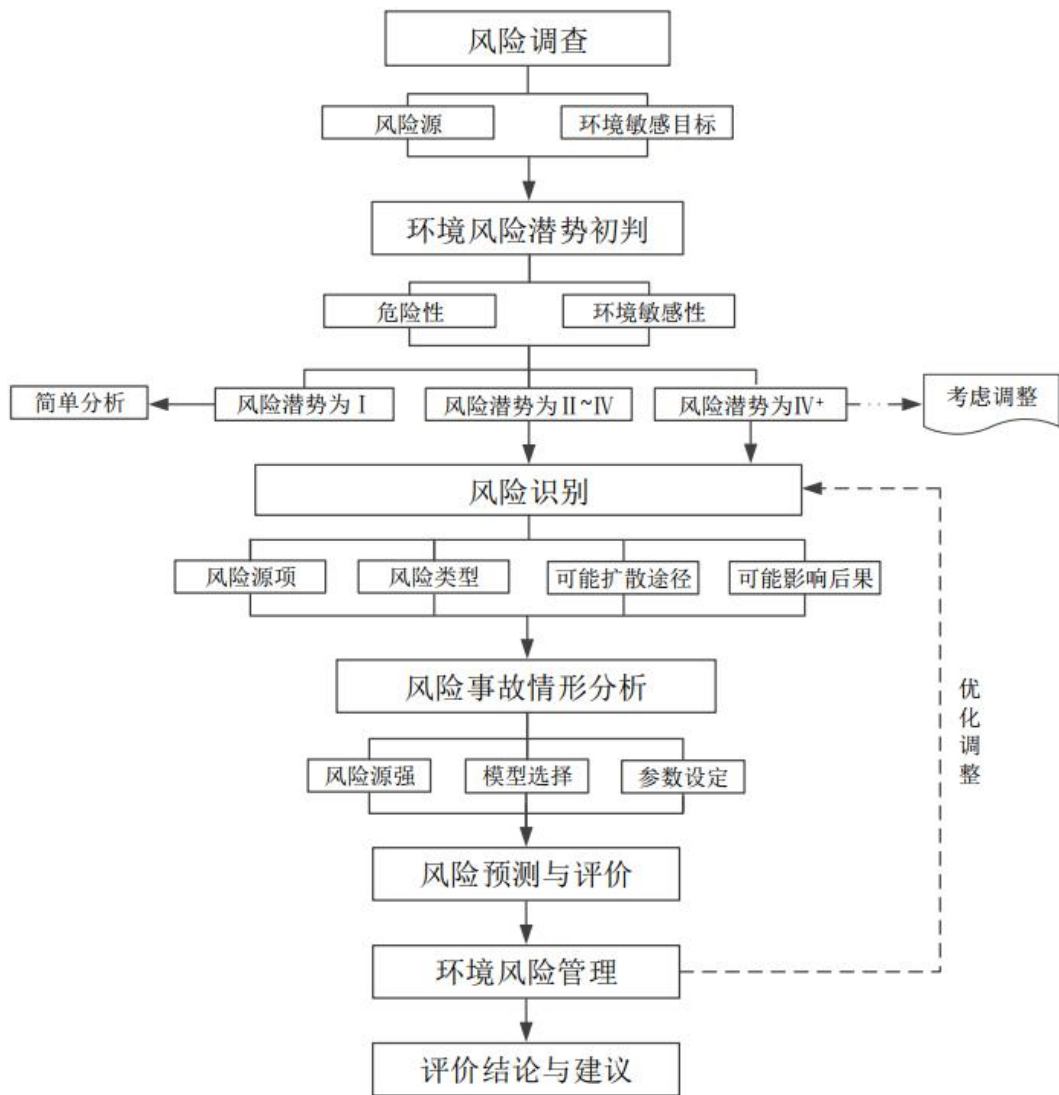 风险调查
风险源
环境敏感目标
环境风险潜势初判
危险性
环境敏感性
简单分析
风险潜势为Ⅰ
风险潜势为Ⅱ~Ⅳ
风险潜势为Ⅳ+
考虑调整
风险识别
风险源项
风险类型
可能扩散途径
可能影响后果
风险事故情形分析
风险源强
模型选择
参数设定
优化调整
风险预测与评价
环境风险管理
评价结论与建议